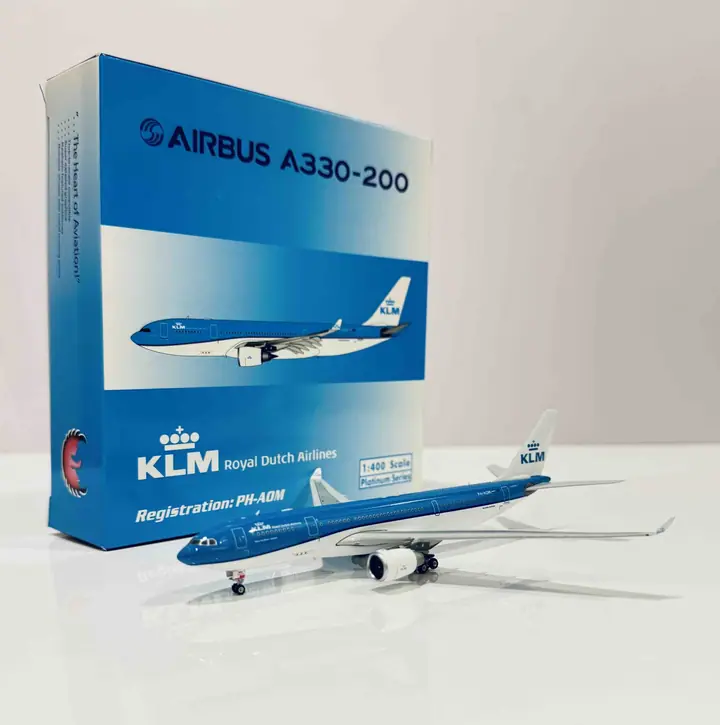 AIRBUS A330-200
KLM
KLM
KLM Royal Dutch Airlines
1:400 Scale
Platinum Series
Registration: PH-AOM
"...The Heart of Aviation!"
KLM
KLM